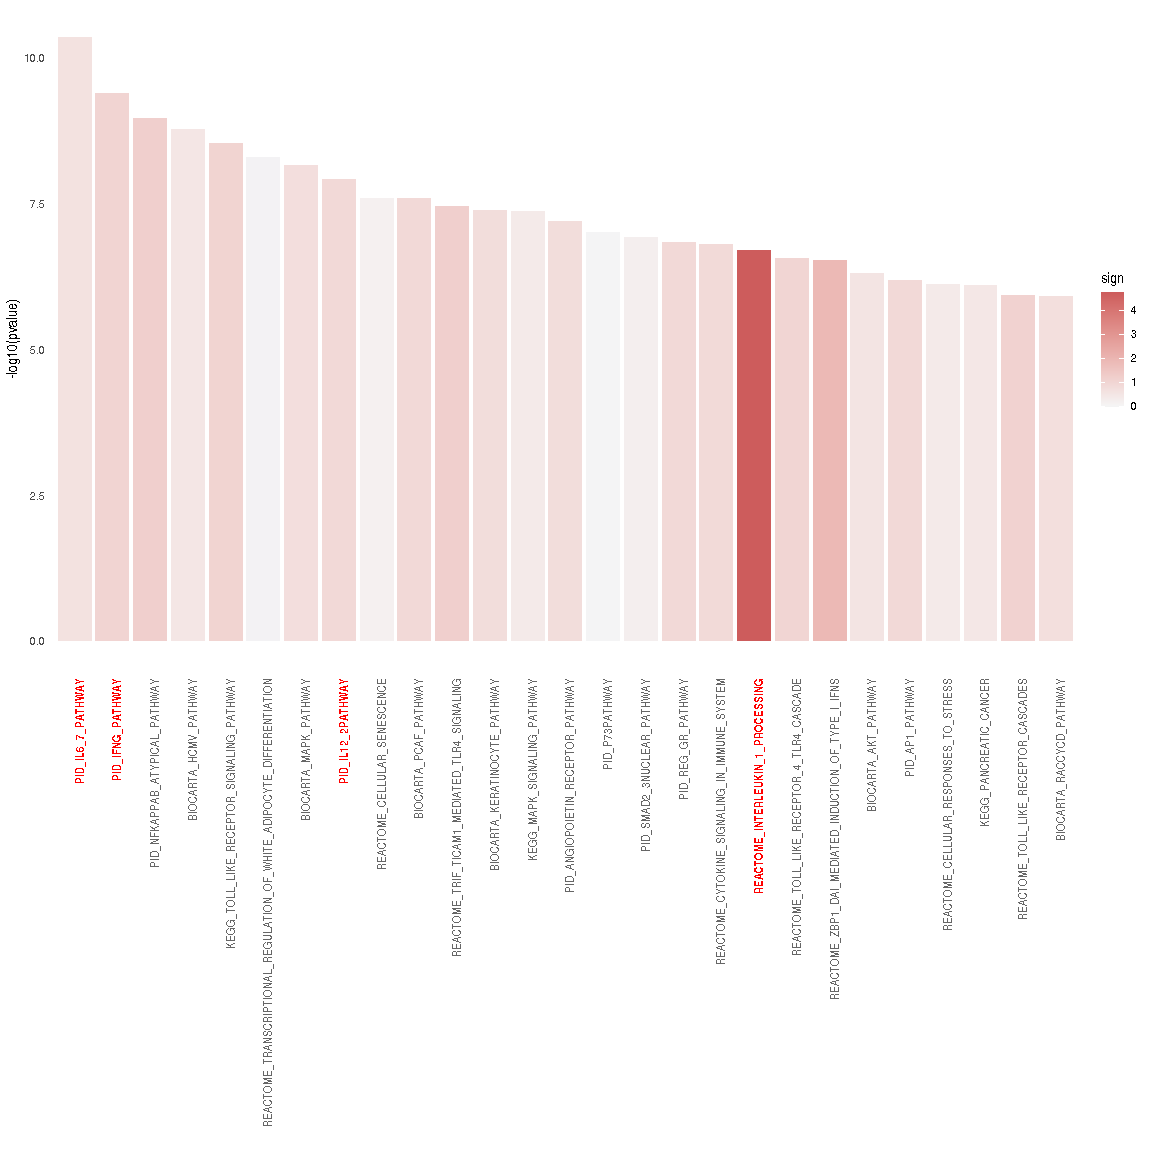 10.0
7.5
5.0
2.5
0.0
-log10(pvalue)
sign
4
3
2
1
0
PID_IL6_7_PATHWAY
PID_IFNG_PATHWAY
PID_NFKAPPAB_ATYPICAL_PATHWAY
BIOCARTA_HCMV_PATHWAY
KEGG_TOLL_LIKE_RECEPTOR_SIGNALING_PATHWAY
REACTOME_TRANSCRIPTIONAL_REGULATION_OF_WHITE_ADIPOCYTE_DIFFERENTIATION
BIOCARTA_MAPK_PATHWAY
PID_IL12_2PATHWAY
REACTOME_CELLULAR_SENESCENCE
BIOCARTA_PCAF_PATHWAY
REACTOME_TRIF_TICAM1_MEDIATED_TLR4_SIGNALING
BIOCARTA_KERATINOCYTE_PATHWAY
KEGG_MAPK_SIGNALING_PATHWAY
PID_ANGIOPOIETIN_RECEPTOR_PATHWAY
PID_P73PATHWAY
PID_SMAD2_3NUCLEAR_PATHWAY
PID_REG_GR_PATHWAY
REACTOME_CYTOKINE_SIGNALING_IN_IMMUNE_SYSTEM
REACTOME_INTERLEUKIN_1_PROCESSING
REACTOME_TOLL_LIKE_RECEPTOR_4_TLR4_CASCADE
REACTOME_ZBP1_DAI_MEDIATED_INDUCTION_OF_TYPE_I_IFNS
BIOCARTA_AKT_PATHWAY
PID_AP1_PATHWAY
REACTOME_CELLULAR_RESPONSES_TO_STRESS
KEGG_PANCREATIC_CANCER
REACTOME_TOLL_LIKE_RECEPTOR_CASCADES
BIOCARTA_RACCYCD_PATHWAY